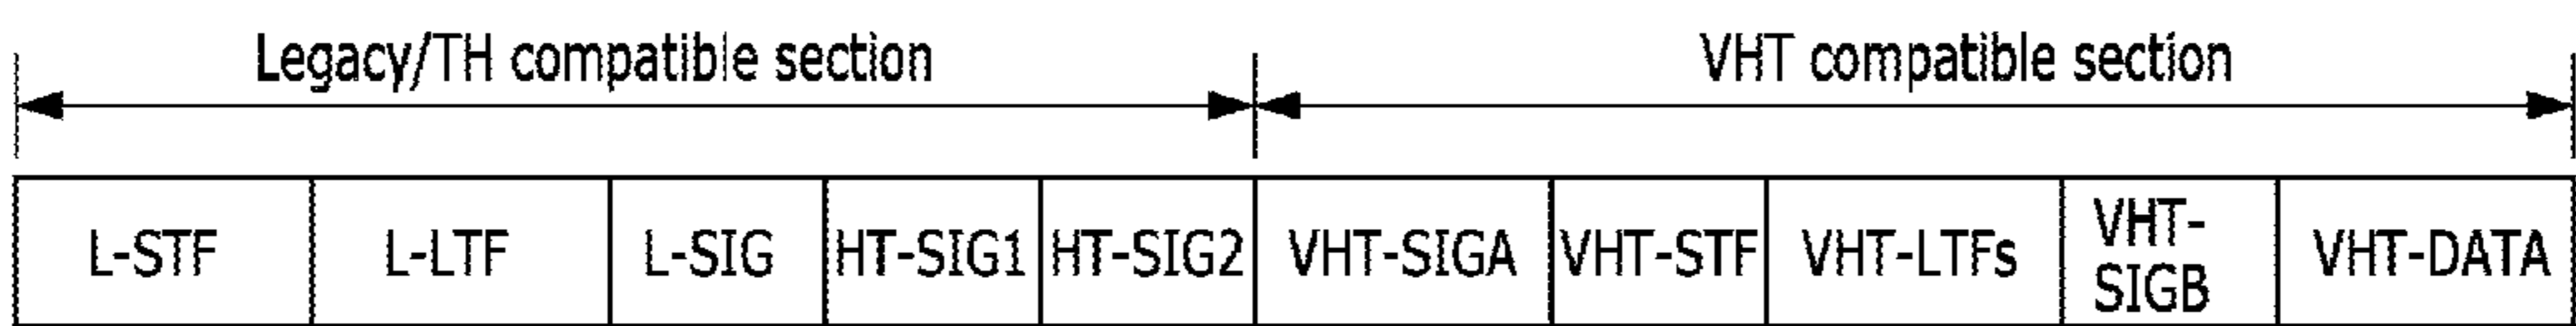 Legacy/TH compatible section VHT compatible section
L-STF L-LTF L-SIG HT-SIG1 HT-SIG2 VHT-SIGA VHT-STF VHT-LTFs VHT-
SIGB VHT-DATA